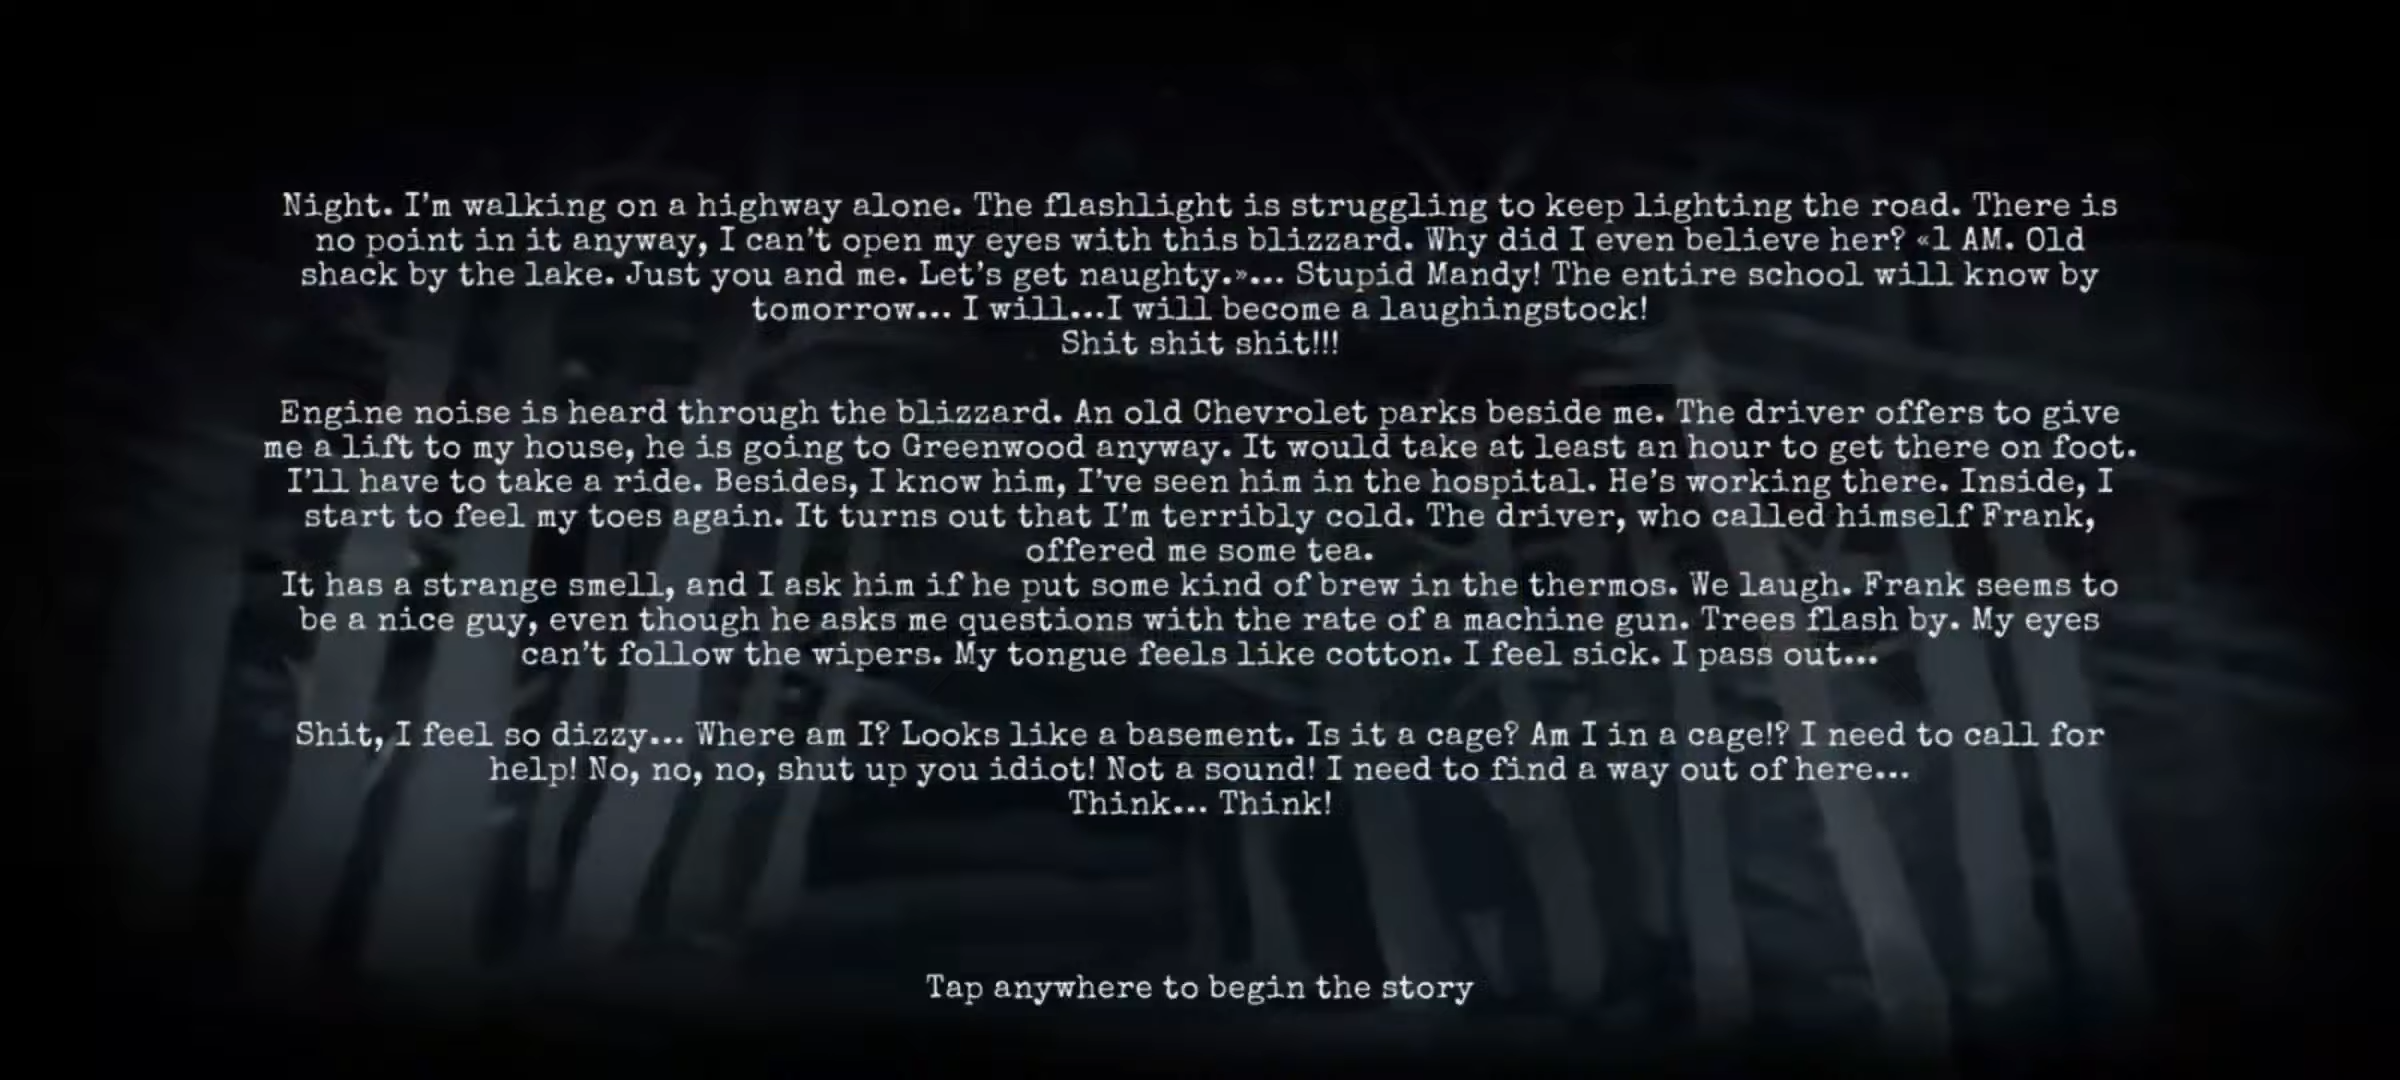 Night. I'm walking on a highway alone. The flashlight is struggling to keep lighting the road. There is
no point in it anyway, I can't open my eyes with this blizzard. Why did I even believe her? «1 AM. Old
shack by the lake. Just you and me. Let's get naughty.»... Stupid Mandy! The entire school will know by
tomorrow... I will...I will become a laughingstock!
Shit shit shit!!!
Engine noise is heard through the blizzard. An old Chevrolet parks beside me. The driver offers to give
me a lift to my house, he is going to Greenwood anyway. It would take at least an hour to get there on foot.
I'll have to take a ride. Besides, I know him, I've seen him in the hospital. He's working there. Inside, I
start to feel my toes again. It turns out that I'm terribly cold. The driver, who called himself Frank,
offered me some tea.
It has a strange smell, and I ask him if he put some kind of brew in the thermos. We laugh. Frank seems to
be a nice guy, even though he asks me questions with the rate of a machine gun. Trees flash by. My eyes
can't follow the wipers. My tongue feels like cotton. I feel sick. I pass out...
Shit, I feel so dizzy... Where am I? Looks like a basement. Is it a cage? Am I in a cage!? I need to call for
help! No, no, no, shut up you idiot! Not a sound! I need to find a way out of here...
Think... Think!
Tap anywhere to begin the story